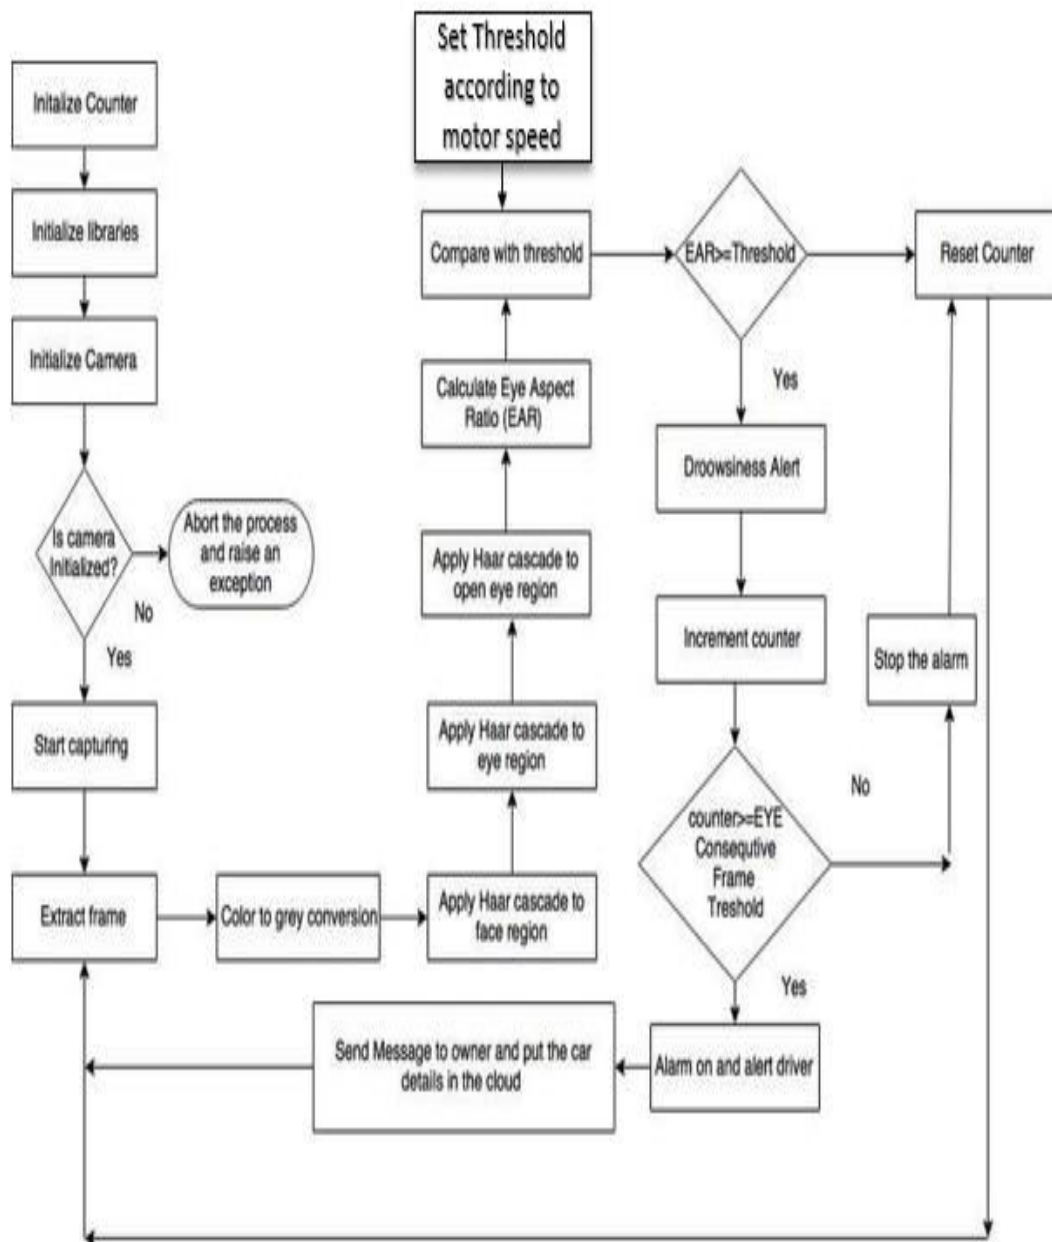 Set Threshold
according to
motor speed
Initalize Counter
Initialize libraries
Initialize Camera
Is camera
Initialized?
Abort the process
and raise an
exception
No
Yes
Start capturing
Extract frame
Color to grey conversion
Apply Haar cascade to
face region
Apply Haar cascade to
eye region
Apply Haar cascade to
open eye region
Calculate Eye Aspect
Ratio (EAR)
Compare with threshold
EAR>=Threshold
Reset Counter
Yes
Droowsiness Alert
Increment counter
Stop the alarm
No
counter>=EYE
Consequtive
Frame
Treshold
Yes
Alarm on and alert driver
Send Message to owner and put the car
details in the cloud